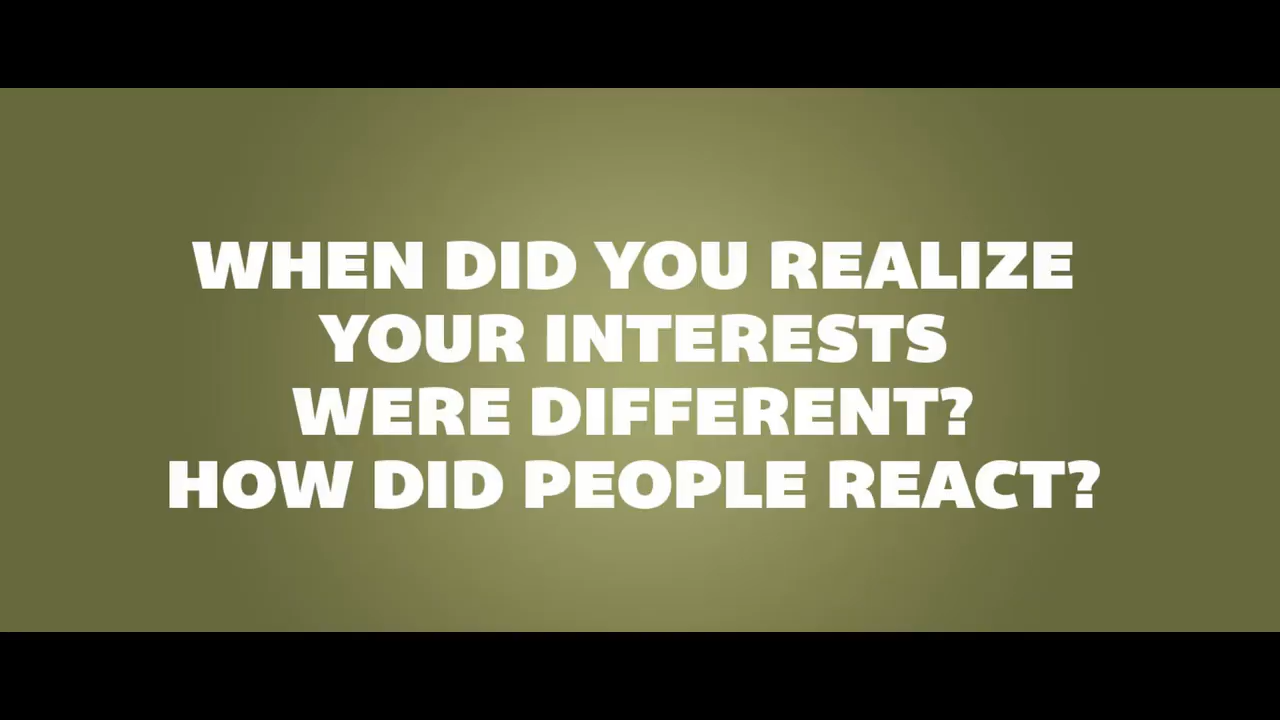 WHEN DID YOU REALIZE
YOUR INTERESTS
WERE DIFFERENT?
HOW DID PEOPLE REACT?